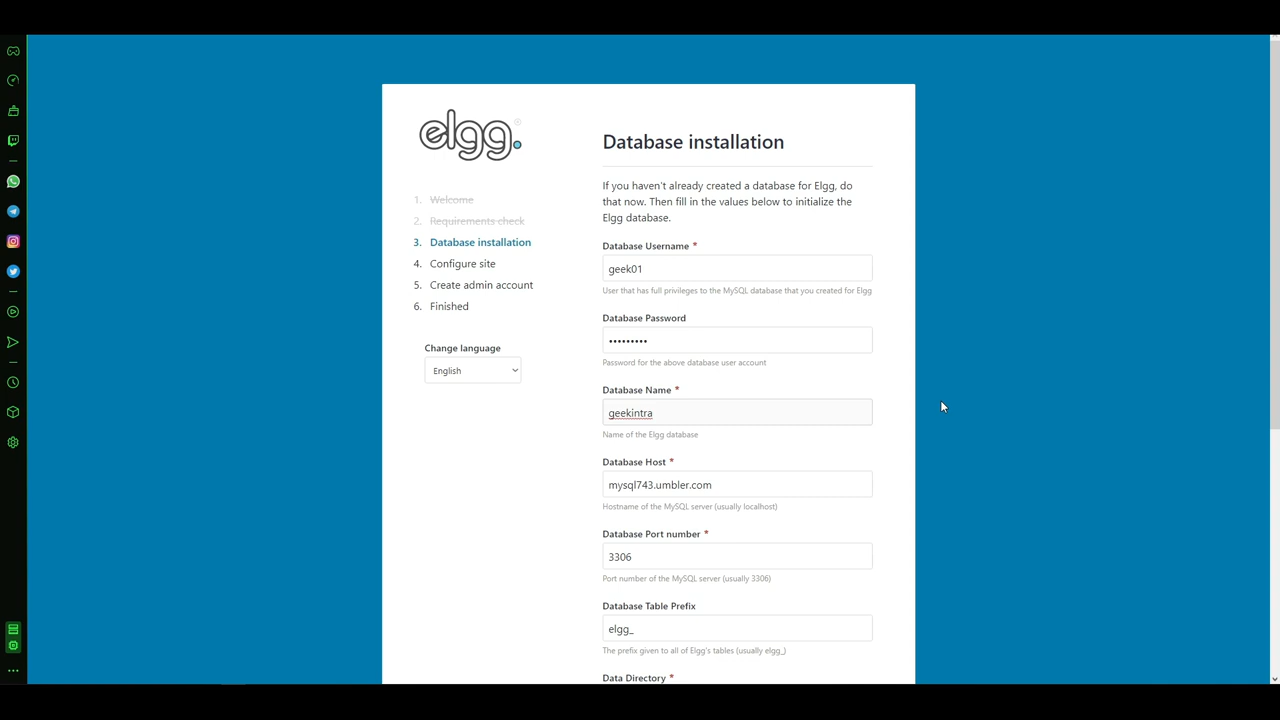 elgg.
1. Welcome
2. Requirements check
3. Database installation
4. Configure site
5. Create admin account
6. Finished
Change language
English
Database installation
If you haven't already created a database for Elgg, do
that now. Then fill in the values below to initialize the
Elgg database.
Database Username *
geek01
User that has full privileges to the MySQL database that you created for Elgg
Database Password
•••••••••
Password for the above database user account
Database Name *
geekintra
Name of the Elgg database
Database Host *
mysql743.umbler.com
Hostname of the MySQL server (usually localhost)
Database Port number *
3306
Port number of the MySQL server (usually 3306)
Database Table Prefix
elgg_
The prefix given to all of Elgg's tables (usually elgg_)
Data Directory *